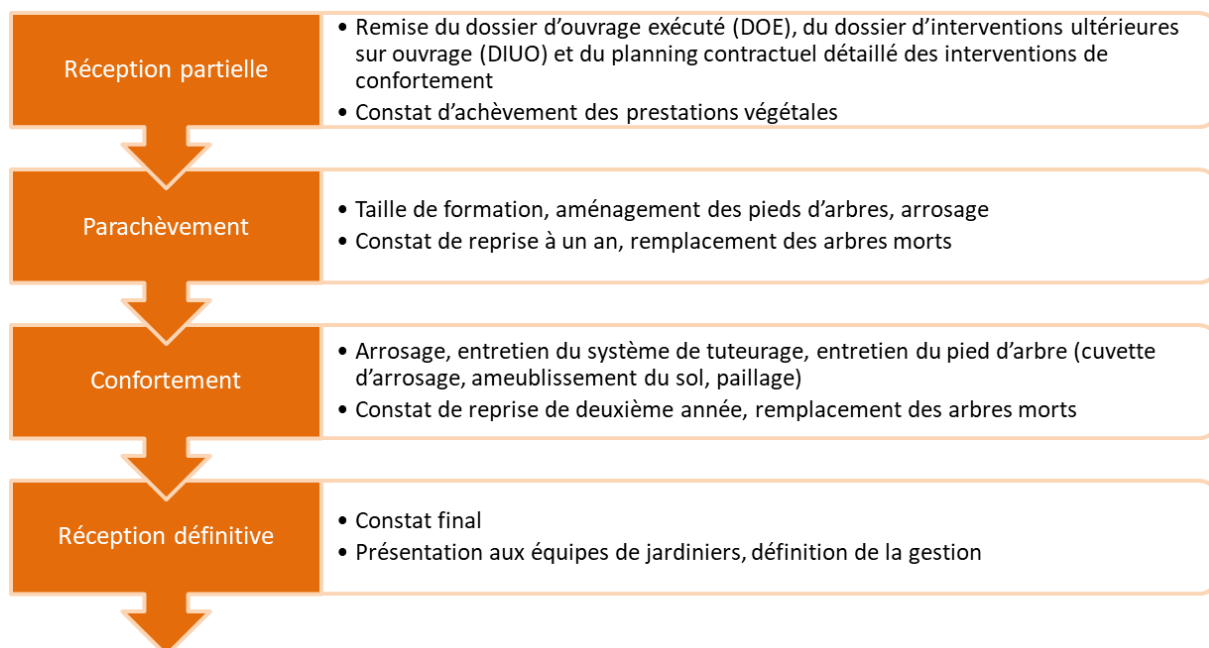 Réception partielle
• Remise du dossier d’ouvrage exécuté (DOE), du dossier d’interventions ultérieures
sur ouvrage (DIUO) et du planning contractuel détaillé des interventions de
confortement
• Constat d’achèvement des prestations végétales
Parachèvement
• Taille de formation, aménagement des pieds d’arbres, arrosage
• Constat de reprise à un an, remplacement des arbres morts
Confortement
• Arrosage, entretien du système de tuteurage, entretien du pied d’arbre (cuvette
d’arrosage, ameublissement du sol, paillage)
• Constat de reprise de deuxième année, remplacement des arbres morts
Réception définitive
• Constat final
• Présentation aux équipes de jardiniers, définition de la gestion